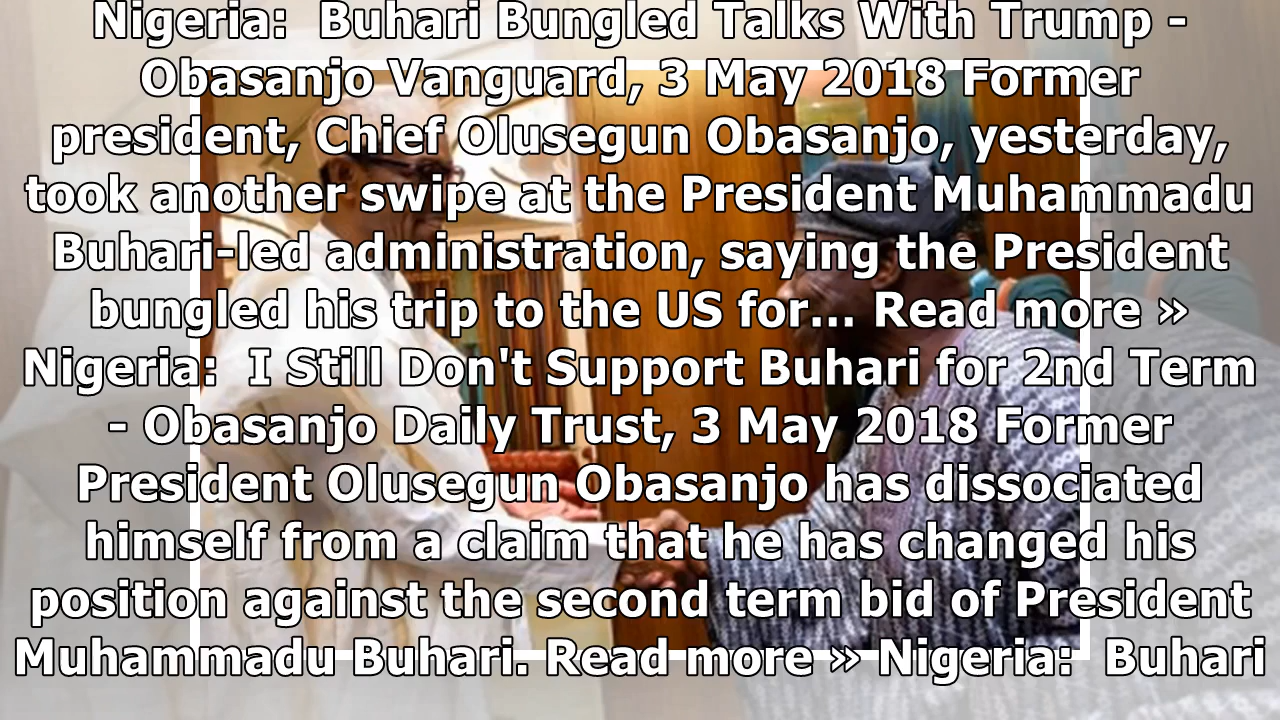 Nigeria:  Buhari Bungled Talks With Trump -
Obasanjo Vanguard, 3 May 2018 Former
president, Chief Olusegun Obasanjo, yesterday,
took another swipe at the President Muhammadu
Buhari-led administration, saying the President
bungled his trip to the US for... Read more »
Nigeria:  I Still Don't Support Buhari for 2nd Term
- Obasanjo Daily Trust, 3 May 2018 Former
President Olusegun Obasanjo has dissociated
himself from a claim that he has changed his
position against the second term bid of President
Muhammadu Buhari. Read more » Nigeria:  Buhari